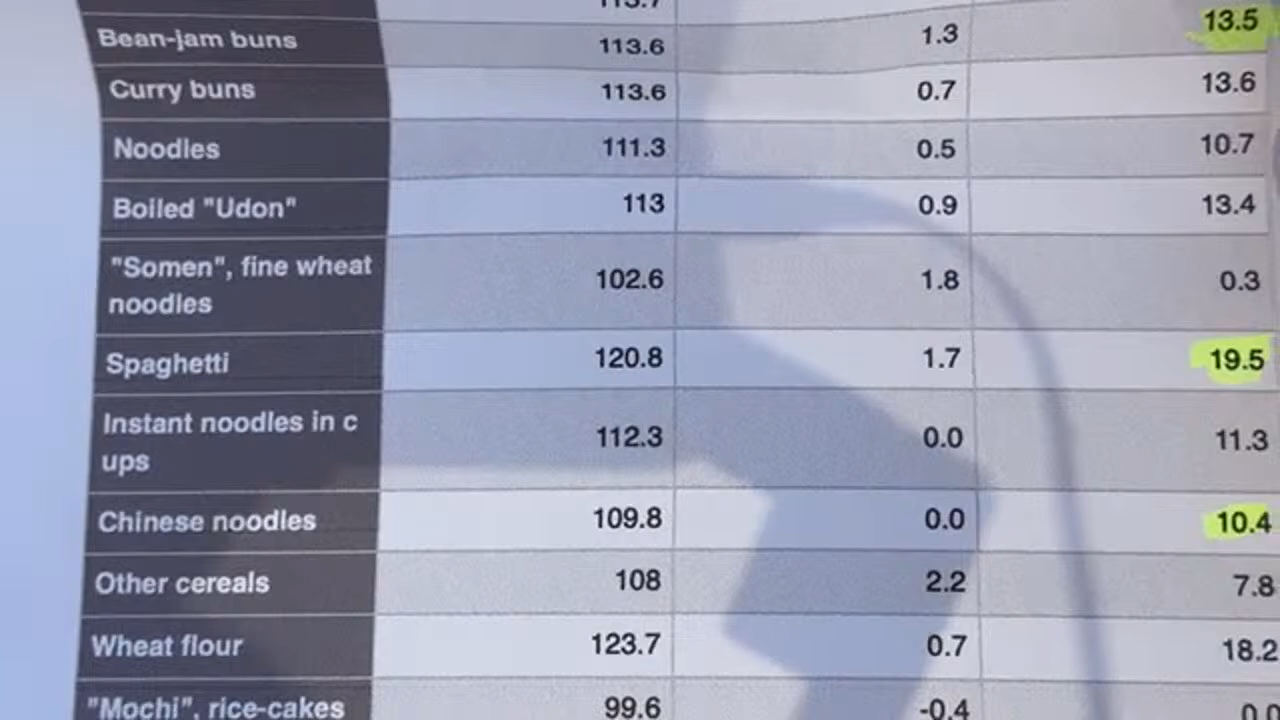 113.7
Bean-jam buns 113.6 1.3 13.5
Curry buns 113.6 0.7 13.6
Noodles 111.3 0.5 10.7
Boiled "Udon" 113 0.9 13.4
"Somen", fine wheat
noodles 102.6 1.8 0.3
Spaghetti 120.8 1.7 19.5
Instant noodles in c
ups 112.3 0.0 11.3
Chinese noodles 109.8 0.0 10.4
Other cereals 108 2.2 7.8
Wheat flour 123.7 0.7 18.2
"Mochi", rice-cakes 99.6 -0.4 0.0